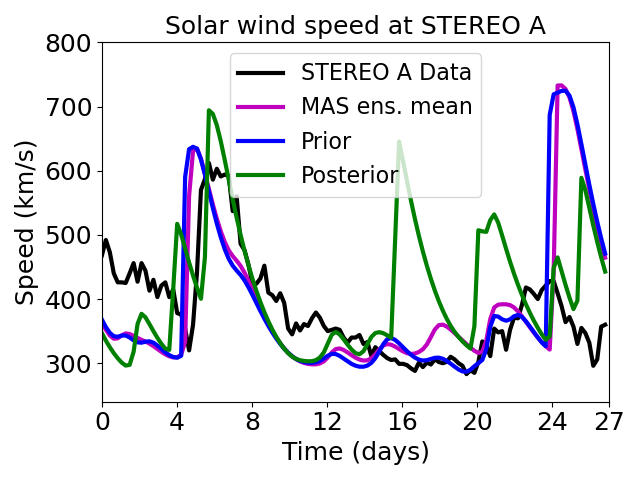 Solar wind speed at STEREO A
800
700
600
500
400
300
Speed (km/s)
STEREO A Data
MAS ens. mean
Prior
Posterior
0 4 8 12 16 20 24 27
Time (days)